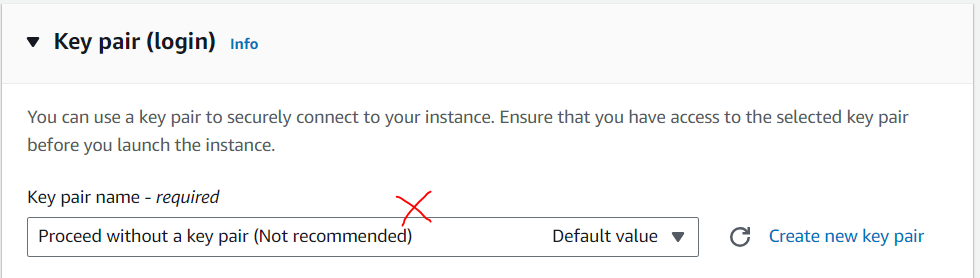 Key pair (login) Info
You can use a key pair to securely connect to your instance. Ensure that you have access to the selected key pair
before you launch the instance.
Key pair name - required
Proceed without a key pair (Not recommended) Default value Create new key pair